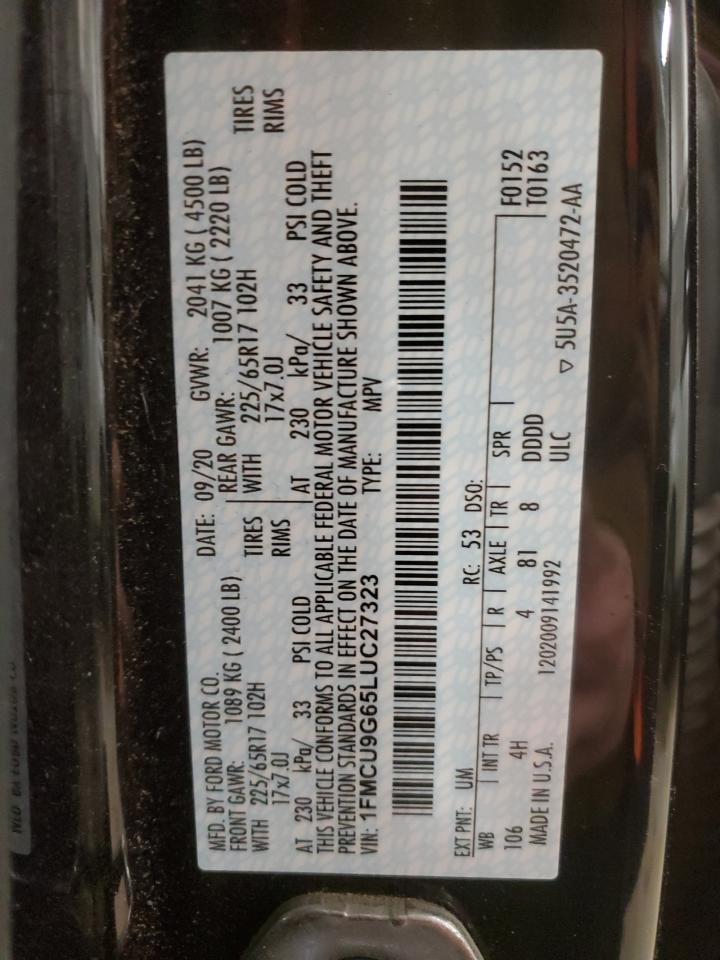 MFD. BY FORD MOTOR CO.
DATE: 09/20 GVWR: 2041 KG ( 4500 LB)
FRONT GAWR: 1089 KG ( 2400 LB)
REAR GAWR: 1007 KG ( 2220 LB)
WITH 225/65R17 102H TIRES
WITH 225/65R17 102H TIRES
17x7.0J RIMS
17x7.0J RIMS
AT 230 kPa/ 33 PSI COLD
AT 230 kPa/ 33 PSI COLD
THIS VEHICLE CONFORMS TO ALL APPLICABLE FEDERAL MOTOR VEHICLE SAFETY AND THEFT
PREVENTION STANDARDS IN EFFECT ON THE DATE OF MANUFACTURE SHOWN ABOVE.
VIN: 1FMCU9G65LUC27323
TYPE: MPV
EXT PNT: UM RC: 53 DSO:
WB INT TR TP/PS R AXLE TR SPR
F0152
T0163
106 4H 4 81 8 DDDD
ULC
MADE IN U.S.A. 1202009141992
▽ 5U5A-3520472-AA